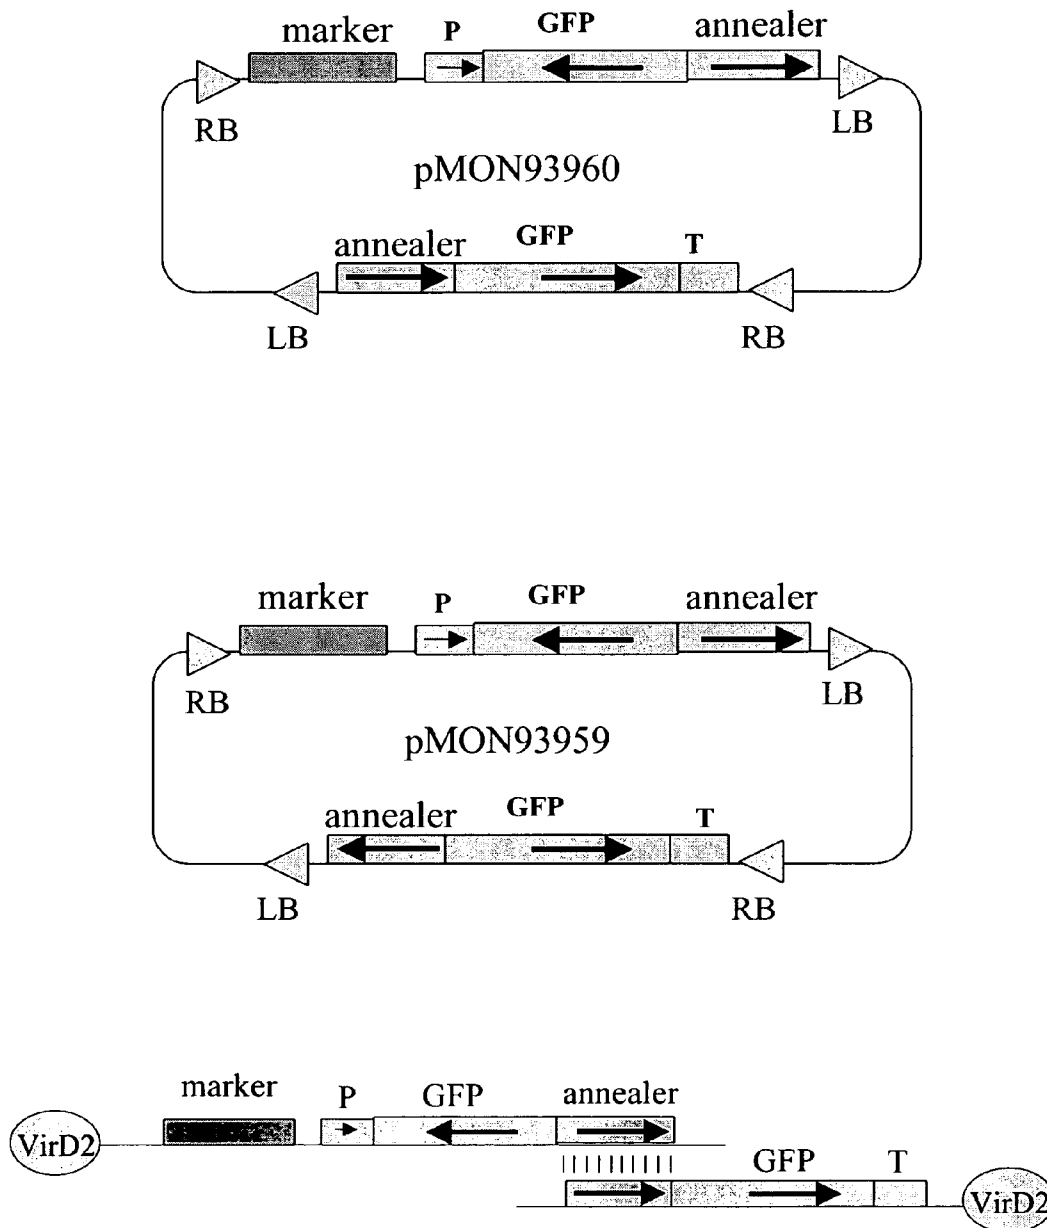 marker P GFP annealer
RB LB
pMON93960
annealer GFP T
LB RB
marker P GFP annealer
RB LB
pMON93959
annealer GFP T
LB RB
marker P GFP annealer
VirD2
GFP T
VirD2